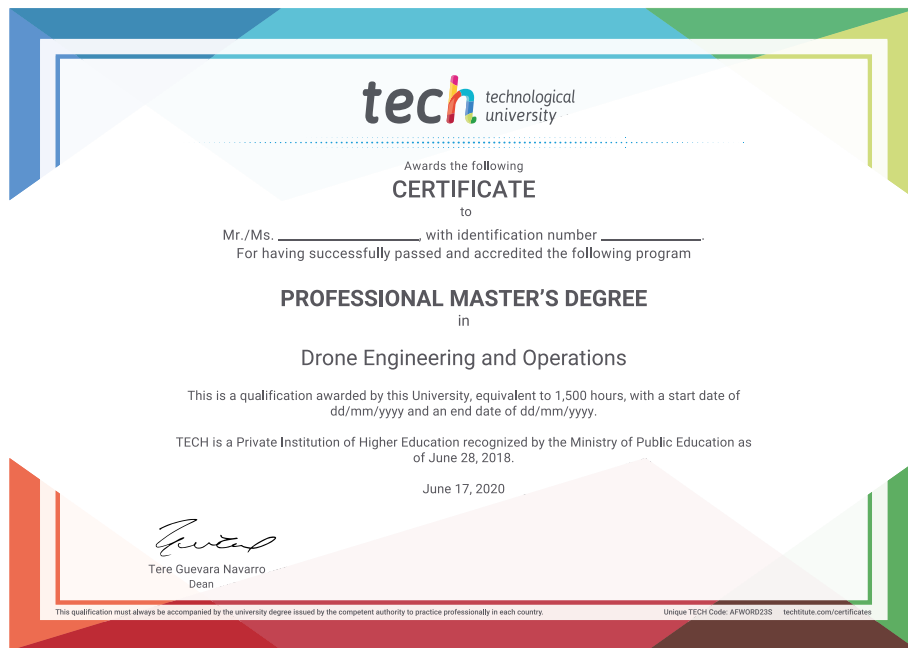 tech technological
university
Awards the following
CERTIFICATE
to
Mr./Ms. ____________________, with identification number ______________.
For having successfully passed and accredited the following program
PROFESSIONAL MASTER'S DEGREE
in
Drone Engineering and Operations
This is a qualification awarded by this University, equivalent to 1,500 hours, with a start date of
dd/mm/yyyy and an end date of dd/mm/yyyy.
TECH is a Private Institution of Higher Education recognized by the Ministry of Public Education as
of June 28, 2018.
June 17, 2020
Tere Guevara Navarro
Dean
This qualification must always be accompanied by the university degree issued by the competent authority to practice professionally in each country. Unique TECH Code: AFWORD23S techtitute.com/certificates